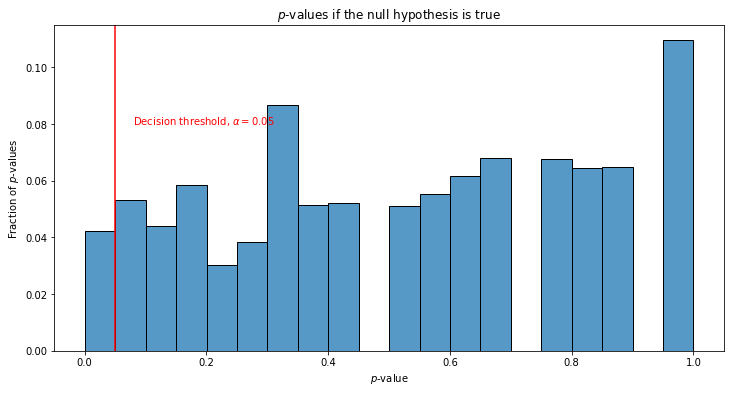 p-values if the null hypothesis is true
Fraction of p-values
0.10
0.08
0.06
0.04
0.02
0.00
Decision threshold, α = 0.05
0.0 0.2 0.4 0.6 0.8 1.0
p-value